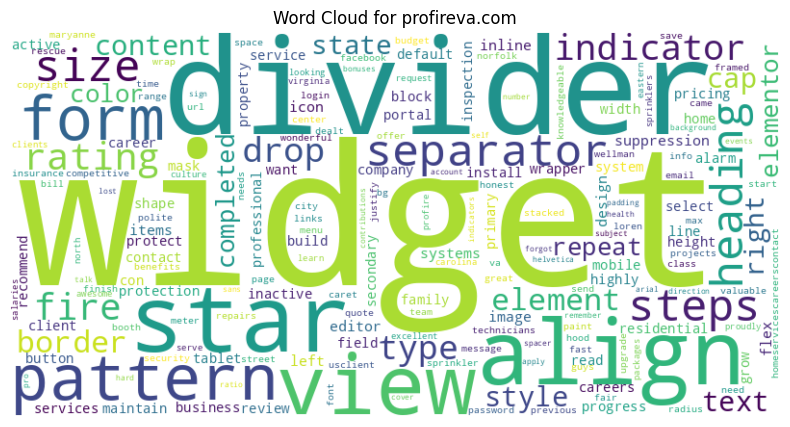 Word Cloud for profireva.com
widget
divider
star
view
align
pattern
separator
form
size
indicator
heading
steps
fire
type
border
rating
drop
content
color
state
completed
element
repeat
style
text
right
cap
elementor
active
maryanne
rescue
wrap
copyright
time
range
sign
url
space
service
icon
virginia
login
center
looking
facebook
bonuses
request
property
wonderful
dealt
offer
default
block
portal
budget
norfolk
inline
number
self
inspection
knowledgeable
width
eastern
save
framed
came
sprinklers
home
background
pricing
events
suppression
alarm
career
clients
insurance
competitive
bill
culture
mask
shape
items
polite
lost
needs
professional
want
company
install
wrapper
honest
wellman
system
info
email
start
city
links
menu
build
learn
justify
account
bg
profire
contributions
indicators
stacked
primary
design
padding
health
loren
subject
select
max
line
height
projects
class
contact
valuable
direction
recommend
protect
benefits
con
north
talk
protection
finish
awesome
sans
page
inactive
caret
secondary
systems
carolina
va
great
forgot
helvetica
highly
mobile
arial
homeservicescareerscontact
salaries
client
booth
meter
repairs
quote
family
team
editor
excellent
technicians
image
send
remember
paint
residential
proudly
flex
button
security
serve
tablet
street
usclient
left
field
message
sprinkler
spacer
hood
fast
guys
read
upgrade
packages
grow
pro
services
maintain
hard
business
ratio
review
font
cover
password
previous
apply
careers
fair
progress
radius
need